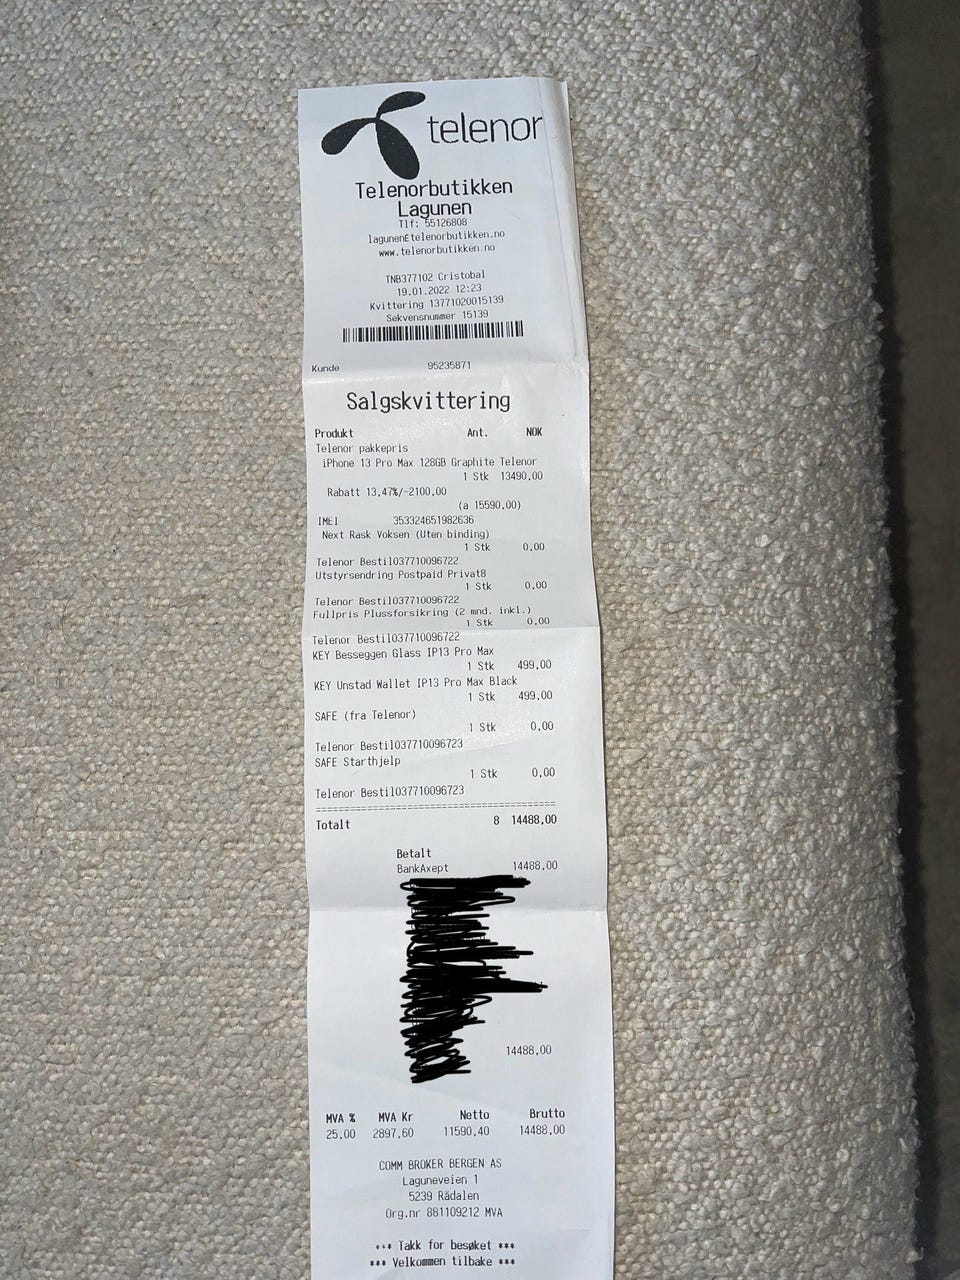 telenor
Telenorbutikken
Lagunen
Tlf: 55126808
lagunen£telenorbutikken.no
www.telenorbutikken.no
TNB377102 Cristobal
19.01.2022 12:23
Kvittering 13771020015139
Sekvensnummer 15139
Kunde 95235871
Salgskvittering
Produkt Ant. NOK
Telenor pakkepris
iPhone 13 Pro Max 128GB Graphite Telenor
1 Stk 13490,00
Rabatt 13,47%/-2100,00
(a 15590,00)
IMEI 353324651982636
Next Rask Voksen (Uten binding)
1 Stk 0,00
Telenor Bestil037710096722
Utstyrsendring Postpaid Privat8
1 Stk 0,00
Telenor Bestil037710096722
Fullpris Plussforsikring (2 mnd. inkl.)
1 Stk 0,00
Telenor Bestil037710096722
KEY Besseggen Glass IP13 Pro Max
1 Stk 499,00
KEY Unstad Wallet IP13 Pro Max Black
1 Stk 499,00
SAFE (fra Telenor)
1 Stk 0,00
Telenor Bestil037710096723
SAFE Starthjelp
1 Stk 0,00
Telenor Bestil037710096723
========================================
Totalt 8 14488,00
Betalt
BankAxept 14488,00
14488,00
MVA % MVA Kr Netto Brutto
25,00 2897,60 11590,40 14488,00
COMM BROKER BERGEN AS
Laguneveien 1
5239 Rådalen
Org.nr 881109212 MVA
*** Takk for besøket ***
*** Velkommen tilbake ***